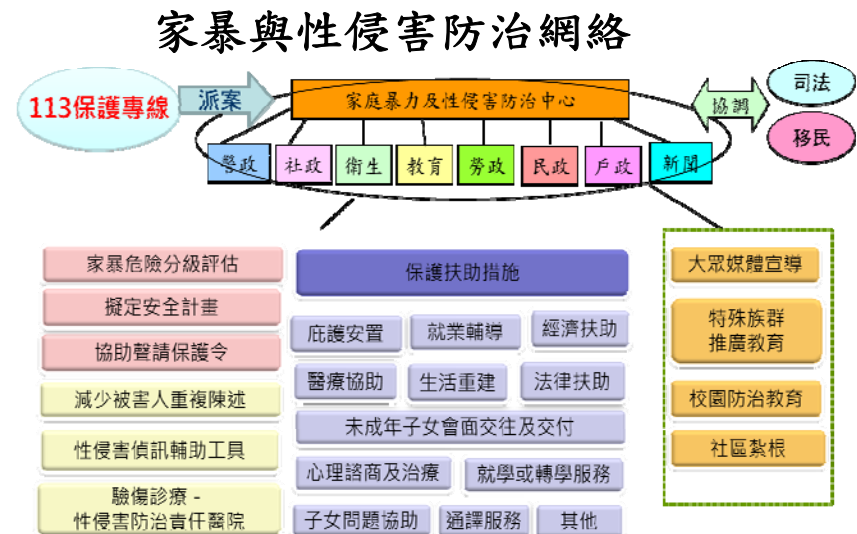 家暴與性侵害防治網絡
113保護專線
派案
家庭暴力及性侵害防治中心
協調
司法
移民
警政
社政
衛生
教育
勞政
民政
戶政
新聞
家暴危險分級評估
擬定安全計畫
協助聲請保護令
減少被害人重複陳述
性侵害偵訊輔助工具
驗傷診療 -
性侵害防治責任醫院
保護扶助措施
庇護安置
就業輔導
經濟扶助
醫療協助
生活重建
法律扶助
未成年子女會面交往及交付
心理諮商及治療
就學或轉學服務
子女問題協助
通譯服務
其他
大眾媒體宣導
特殊族群
推廣教育
校園防治教育
社區紮根